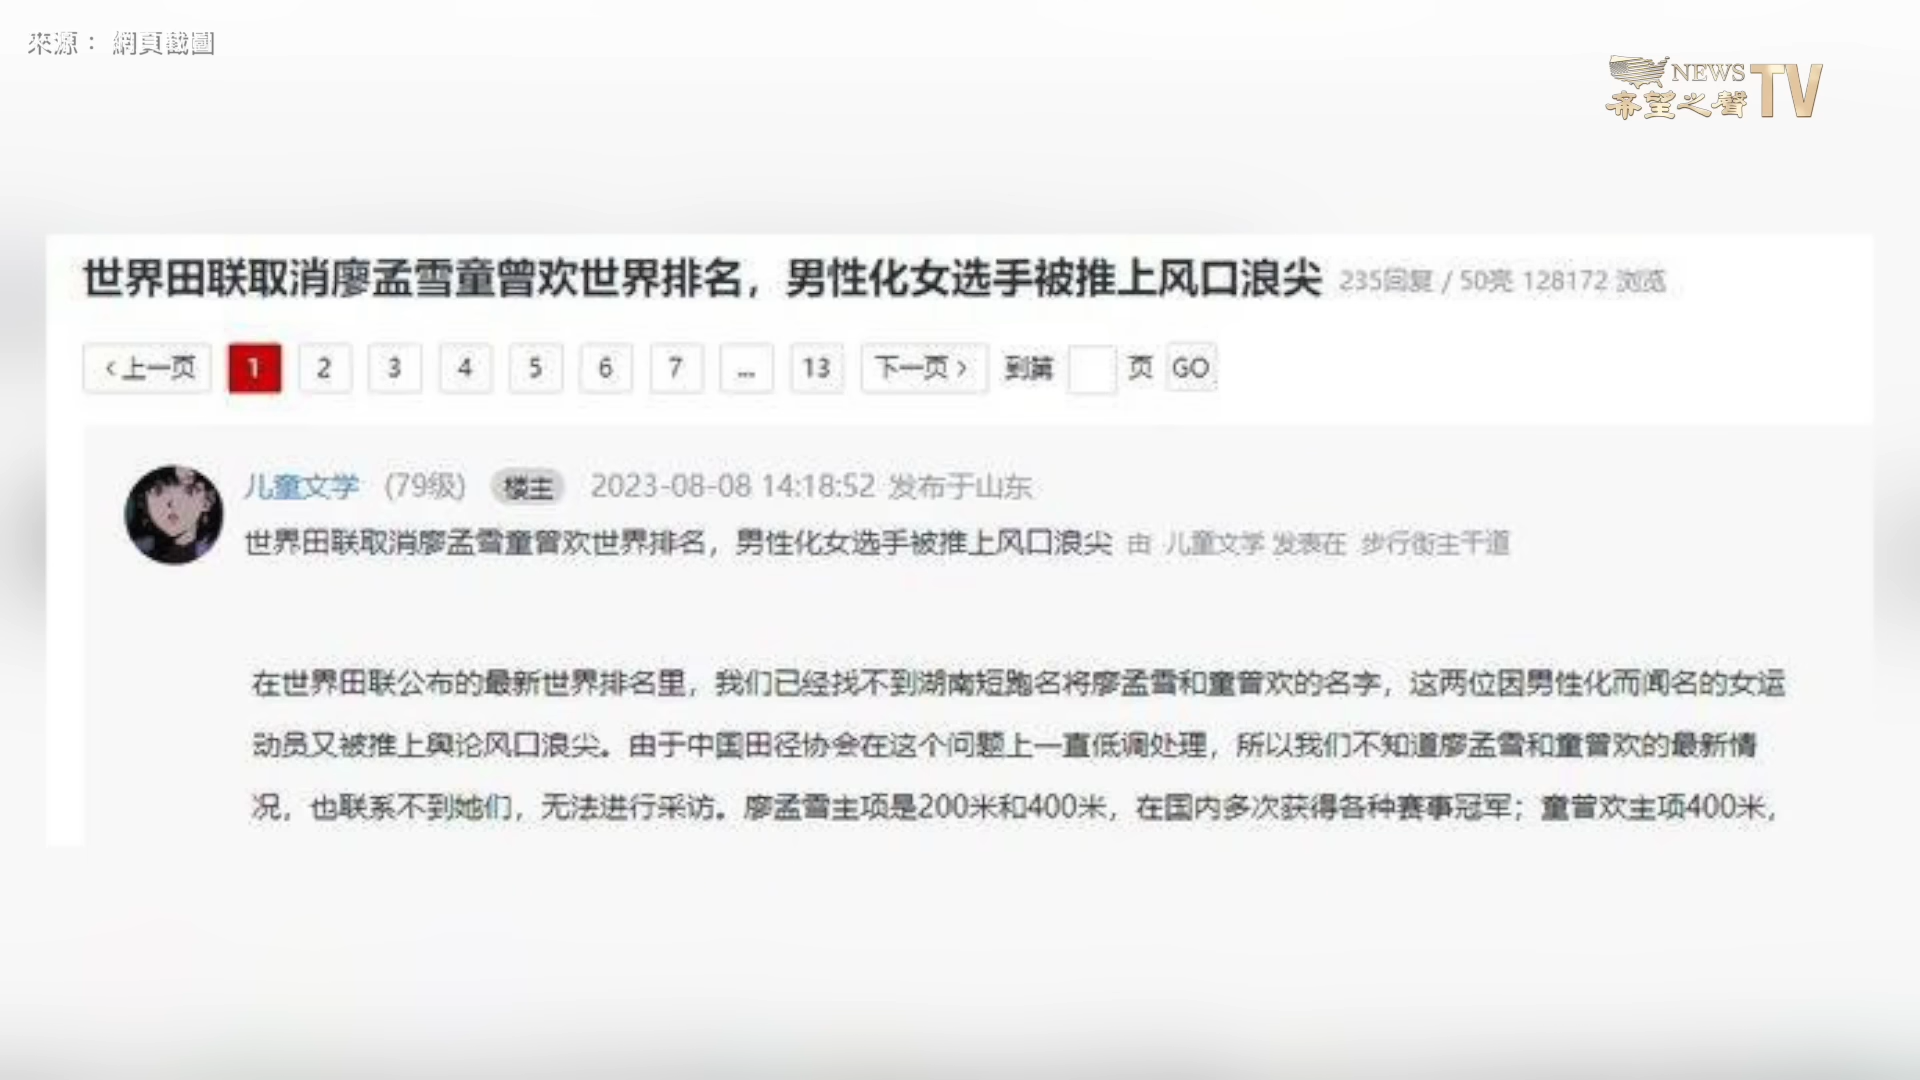 來源： 網頁截圖
NEWS
希望之聲TV
世界田联取消廖孟雪童曾欢世界排名，男性化女选手被推上风口浪尖 235回复 / 50亮 128172 浏览
‹ 上一页 1 2 3 4 5 6 7 ... 13 下一页 › 到第 页 GO
儿童文学 (79级) 楼主 2023-08-08 14:18:52 发布于山东
世界田联取消廖孟雪童曾欢世界排名，男性化女选手被推上风口浪尖 由 儿童文学 发表在 步行街主干道
在世界田联公布的最新世界排名里，我们已经找不到湖南短跑名将廖孟雪和童曾欢的名字，这两位因男性化而闻名的女运
动员又被推上舆论风口浪尖。由于中国田径协会在这个问题上一直低调处理，所以我们不知道廖孟雪和童曾欢的最新情
况，也联系不到她们，无法进行采访。廖孟雪主项是200米和400米，在国内多次获得各种赛事冠军；童曾欢主项400米，